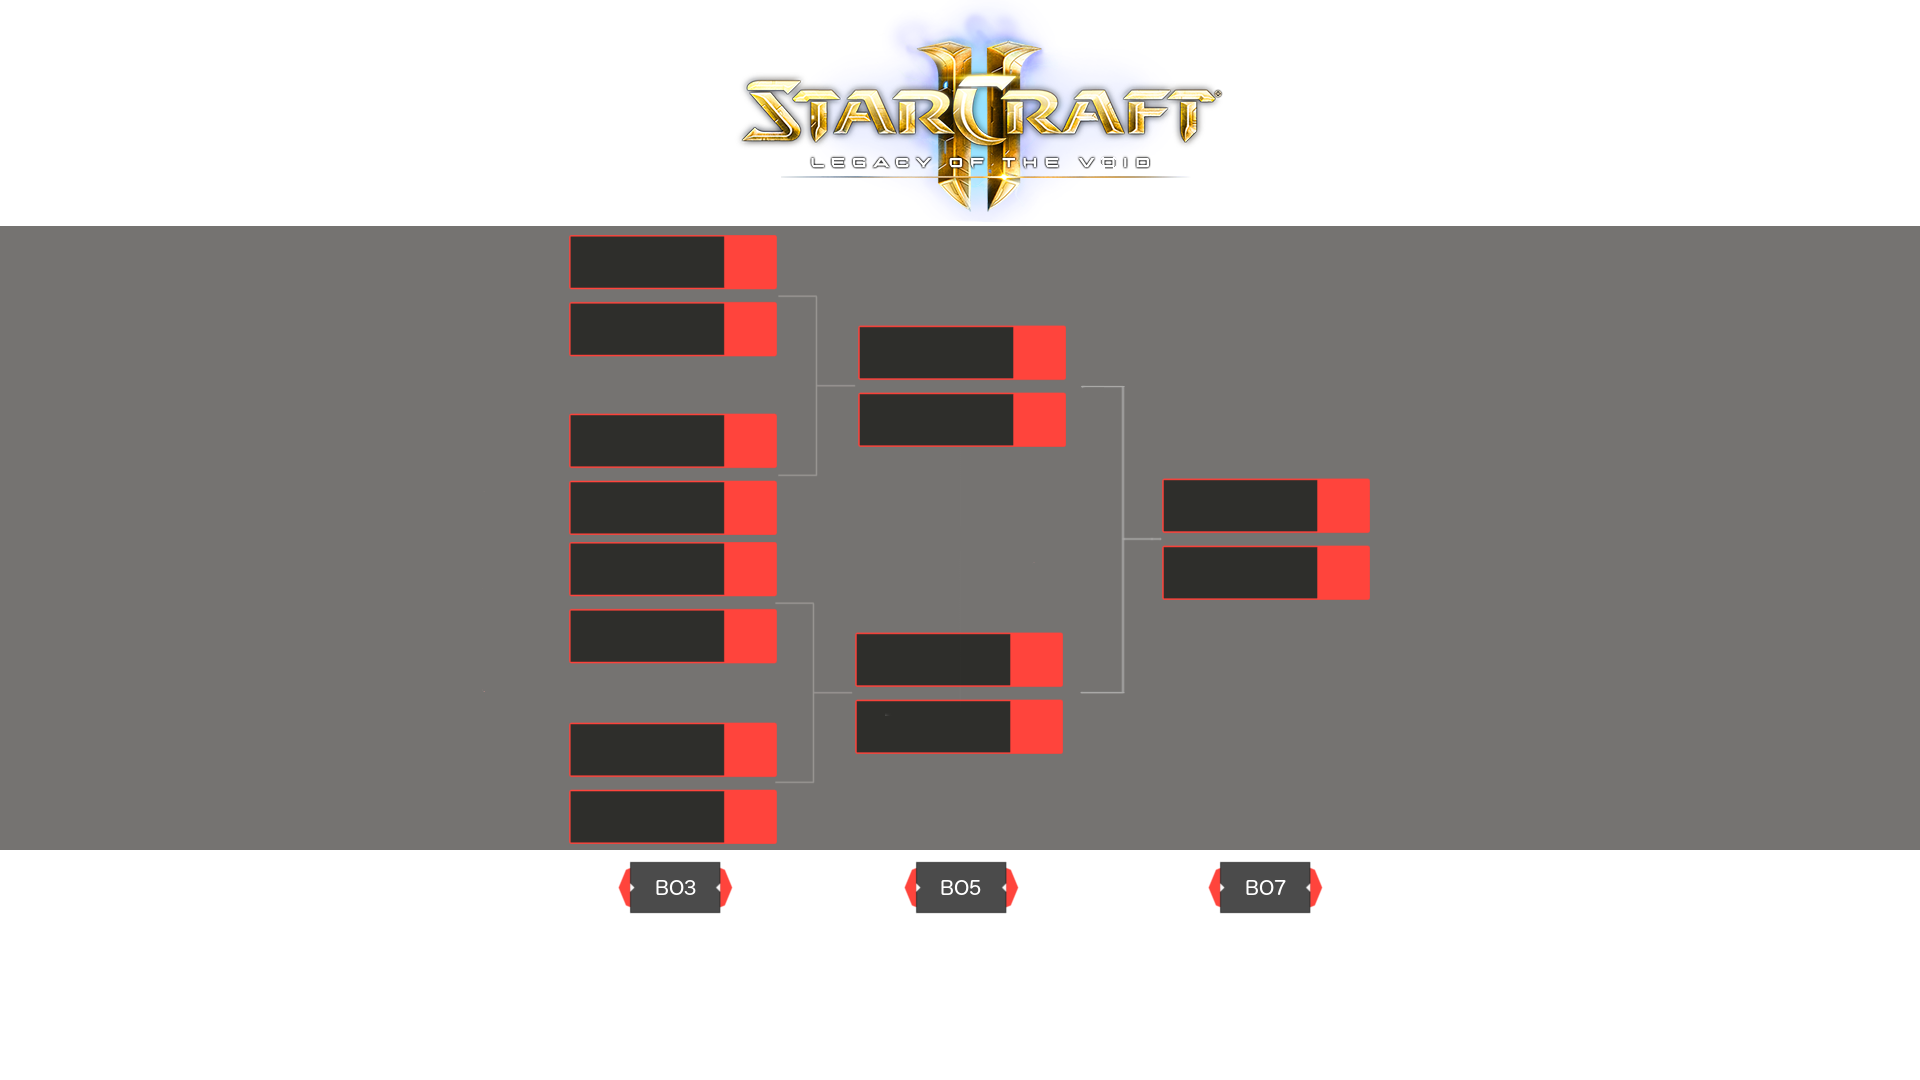 STARCRAFT
II
LEGACY OF THE VOID
BO3
BO5
BO7